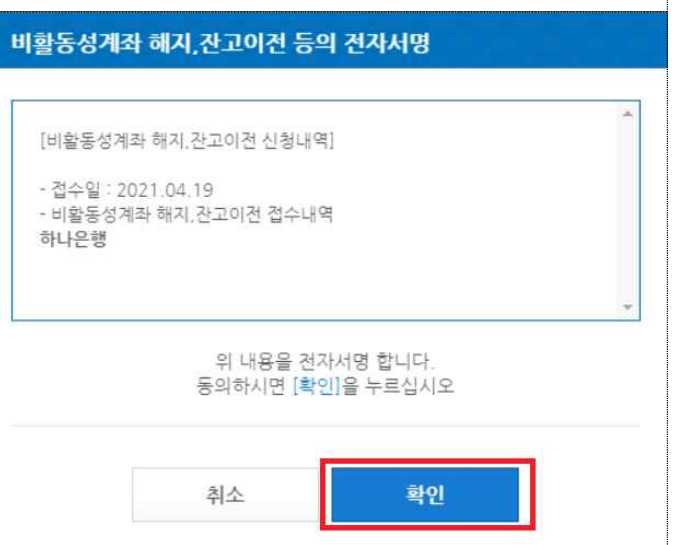 비활동성계좌 해지,잔고이전 등의 전자서명
[비활동성계좌 해지,잔고이전 신청내역]
- 접수일 : 2021.04.19
- 비활동성계좌 해지,잔고이전 접수내역
하나은행
위 내용을 전자서명 합니다.
동의하시면 [확인]을 누르십시오
취소
확인